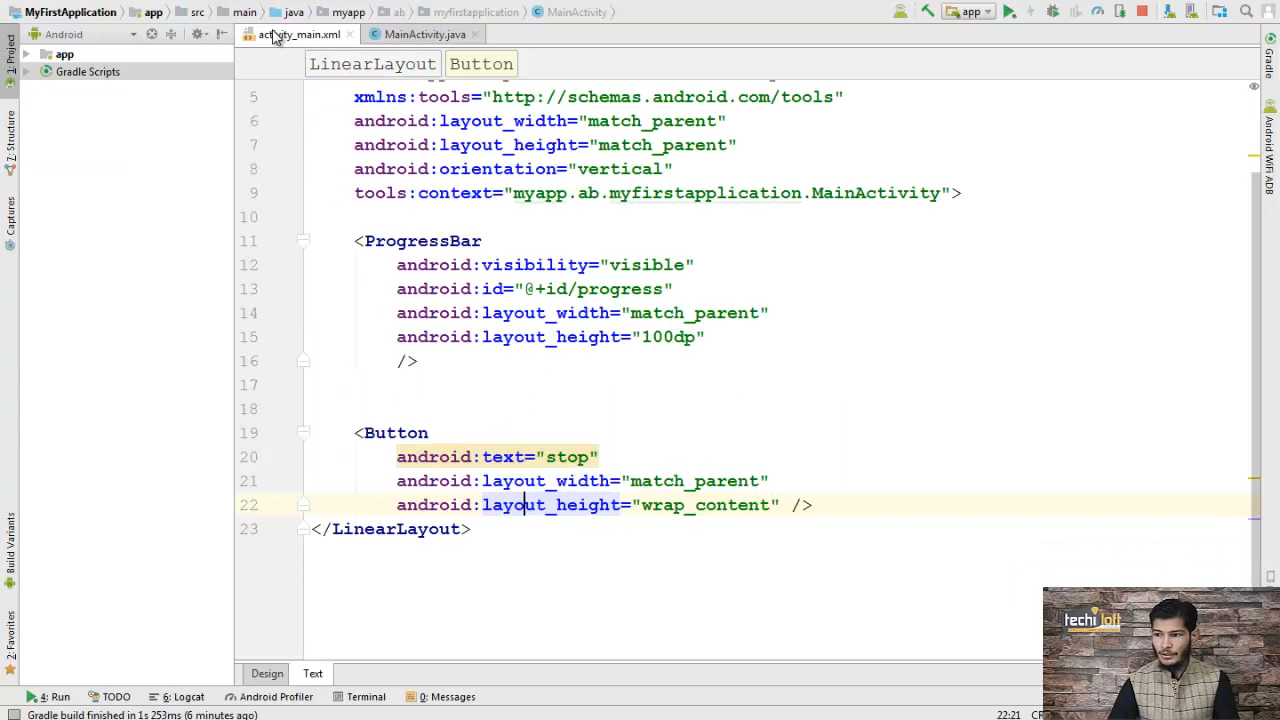 MyFirstApplication app src main java myapp ab myfirstapplication MainActivity
app
Android
activity_main.xml
MainActivity.java
1: Project
7: Structure
Captures
Build Variants
2: Favorites
app
Gradle Scripts
LinearLayout Button
5 xmlns:tools="http://schemas.android.com/tools"
6 android:layout_width="match_parent"
7 android:layout_height="match_parent"
8 android:orientation="vertical"
9 tools:context="myapp.ab.myfirstapplication.MainActivity">
10
11 <ProgressBar
12 android:visibility="visible"
13 android:id="@+id/progress"
14 android:layout_width="match_parent"
15 android:layout_height="100dp"
16 />
17
18
19 <Button
20 android:text="stop"
21 android:layout_width="match_parent"
22 android:layout_height="wrap_content" />
23 </LinearLayout>
Gradle
Android WiFi ADB
techi loft
Design Text
4: Run TODO 6: Logcat Android Profiler Terminal 0: Messages
Gradle build finished in 1s 253ms (6 minutes ago)
22:21